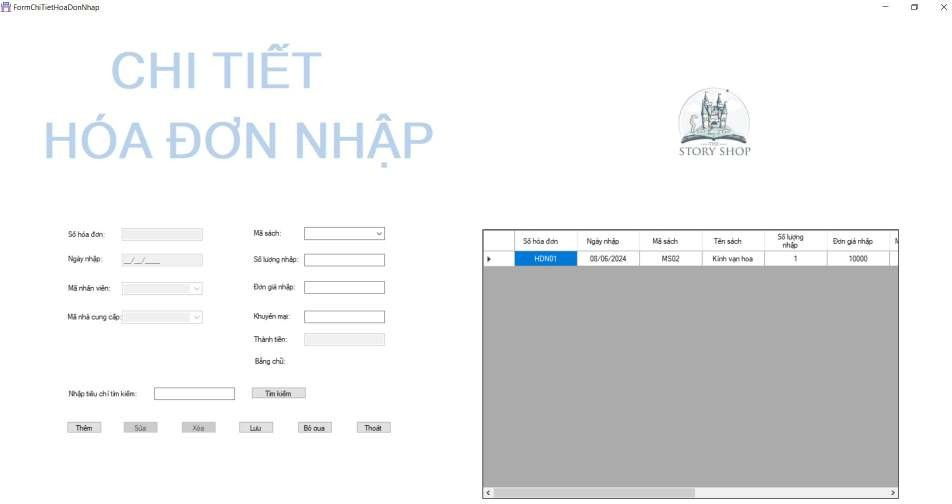 FormChiTietHoaDonNhap
CHI TIẾT
HÓA ĐƠN NHẬP
THE
STORY SHOP
Số hóa đơn:
Ngày nhập:
__/__/____
Mã nhân viên:
Mã nhà cung cấp:
Mã sách:
Số lượng nhập:
Đơn giá nhập:
Khuyến mại:
Thành tiền:
Bằng chữ:
Nhập tiêu chí tìm kiếm:
Tìm kiếm
Thêm
Sửa
Xóa
Lưu
Bỏ qua
Thoát
Số hóa đơn Ngày nhập Mã sách Tên sách Số lượng nhập Đơn giá nhập
HDN01 08/06/2024 MS02 Kính vạn hoa 1 10000